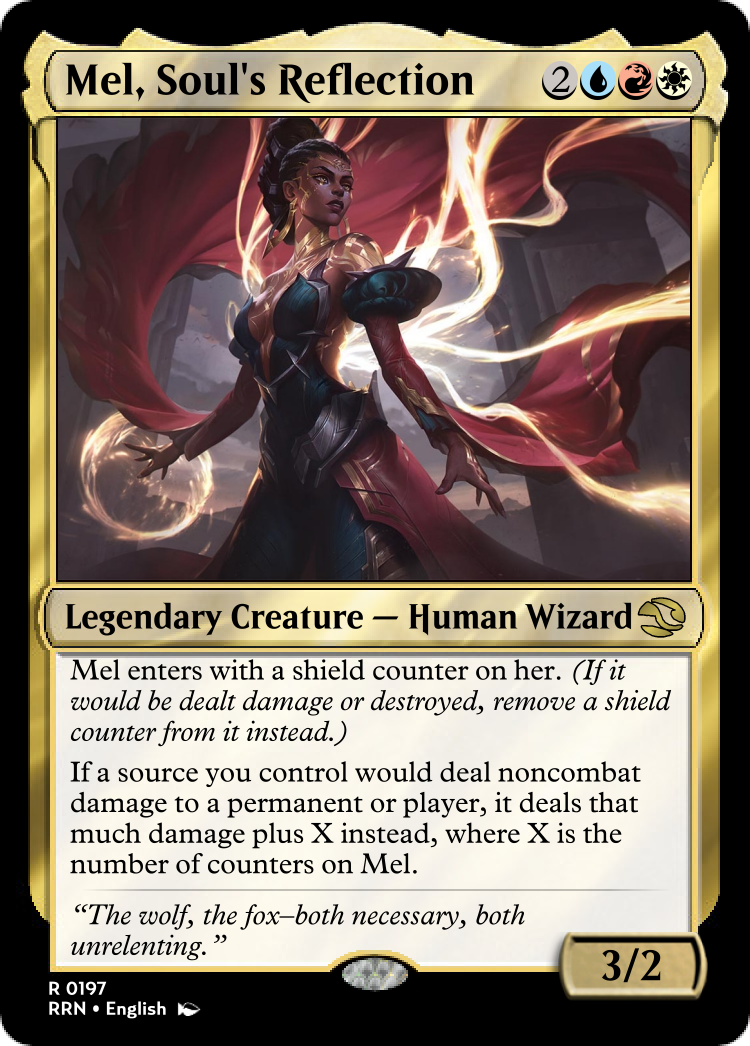 Mel, Soul's Reflection 2
Legendary Creature — Human Wizard
Mel enters with a shield counter on her. (If it
would be dealt damage or destroyed, remove a shield
counter from it instead.)
If a source you control would deal noncombat
damage to a permanent or player, it deals that
much damage plus X instead, where X is the
number of counters on Mel.
“The wolf, the fox–both necessary, both
unrelenting.”
3/2
R 0197
RRN • English